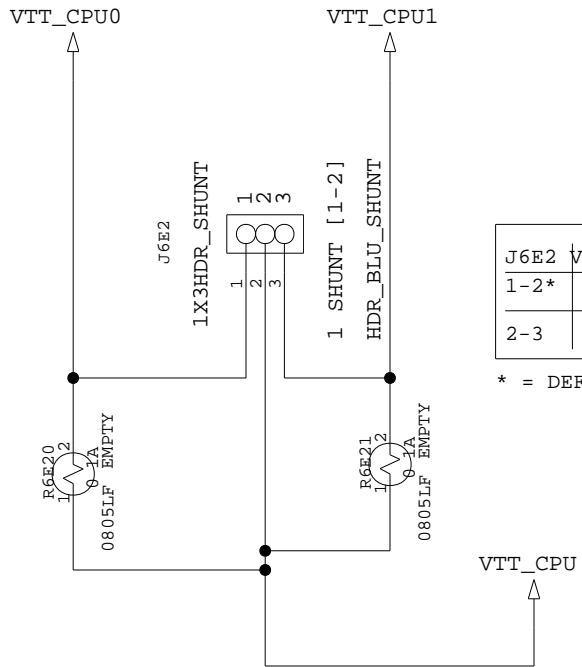 VTT_CPU0
VTT_CPU1
J6E2
1X3HDR_SHUNT
1 2 3
1 2 3
1 SHUNT [1-2]
HDR_BLU_SHUNT
J6E2
1-2*
2-3
* = DEF
R6E20
1 2
0 1A
0805LF EMPTY
R6E21
1 2
0 1A
0805LF EMPTY
VTT_CPU